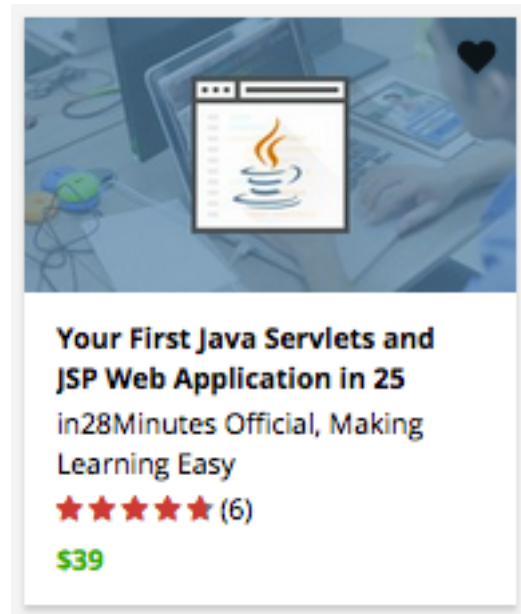 Your First Java Servlets and
JSP Web Application in 25
in28Minutes Official, Making
Learning Easy
(6)
$39